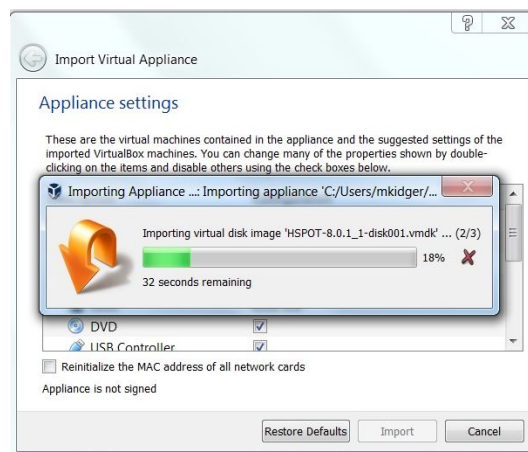 Import Virtual Appliance
Appliance settings
These are the virtual machines contained in the appliance and the suggested settings of the
imported VirtualBox machines. You can change many of the properties shown by double-
clicking on the items and disable others using the check boxes below.
Importing Appliance ...: Importing appliance 'C:/Users/mkidger/...
Importing virtual disk image 'HSPOT-8.0.1_1-disk001.vmdk' ... (2/3)
18%
32 seconds remaining
DVD
USB Controller
Reinitialize the MAC address of all network cards
Appliance is not signed
Restore Defaults Import Cancel